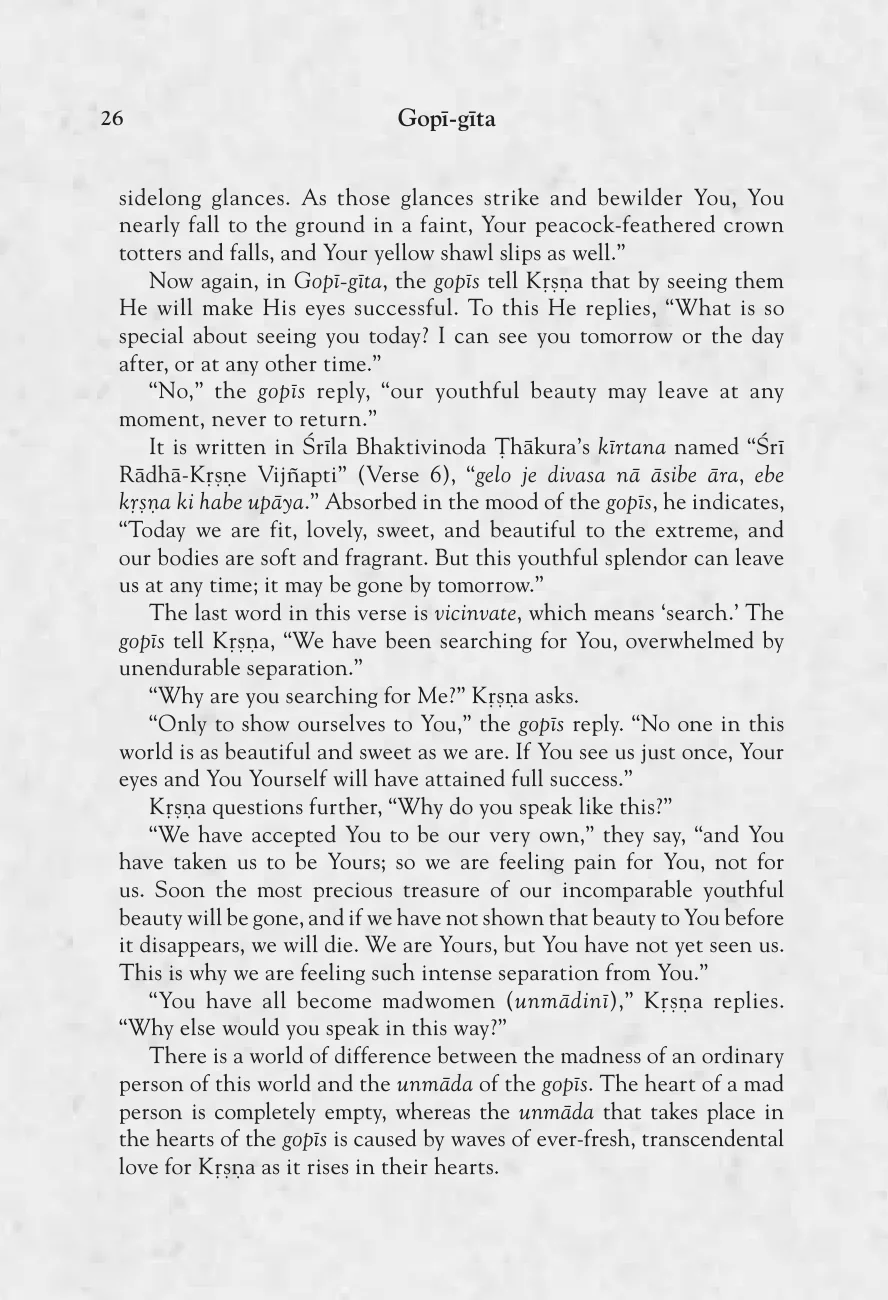 26
Gopī-gīta
sidelong glances. As those glances strike and bewilder You, You
nearly fall to the ground in a faint, Your peacock-feathered crown
totters and falls, and Your yellow shawl slips as well.”
Now again, in Gopī-gīta, the gopīs tell Kṛṣṇa that by seeing them
He will make His eyes successful. To this He replies, “What is so
special about seeing you today? I can see you tomorrow or the day
after, or at any other time.”
“No,” the gopīs reply, “our youthful beauty may leave at any
moment, never to return.”
It is written in Śrīla Bhaktivinoda Ṭhākura’s kīrtana named “Śrī
Rādhā-Kṛṣṇe Vijñapti” (Verse 6), “gelo je divasa nā āsibe āra, ebe
kṛṣṇa ki habe upāya.” Absorbed in the mood of the gopīs, he indicates,
“Today we are fit, lovely, sweet, and beautiful to the extreme, and
our bodies are soft and fragrant. But this youthful splendor can leave
us at any time; it may be gone by tomorrow.”
The last word in this verse is vicinvate, which means ‘search.’ The
gopīs tell Kṛṣṇa, “We have been searching for You, overwhelmed by
unendurable separation.”
“Why are you searching for Me?” Kṛṣṇa asks.
“Only to show ourselves to You,” the gopīs reply. “No one in this
world is as beautiful and sweet as we are. If You see us just once, Your
eyes and You Yourself will have attained full success.”
Kṛṣṇa questions further, “Why do you speak like this?”
“We have accepted You to be our very own,” they say, “and You
have taken us to be Yours; so we are feeling pain for You, not for
us. Soon the most precious treasure of our incomparable youthful
beauty will be gone, and if we have not shown that beauty to You before
it disappears, we will die. We are Yours, but You have not yet seen us.
This is why we are feeling such intense separation from You.”
“You have all become madwomen (unmādinī),” Kṛṣṇa replies.
“Why else would you speak in this way?”
There is a world of difference between the madness of an ordinary
person of this world and the unmāda of the gopīs. The heart of a mad
person is completely empty, whereas the unmāda that takes place in
the hearts of the gopīs is caused by waves of ever-fresh, transcendental
love for Kṛṣṇa as it rises in their hearts.